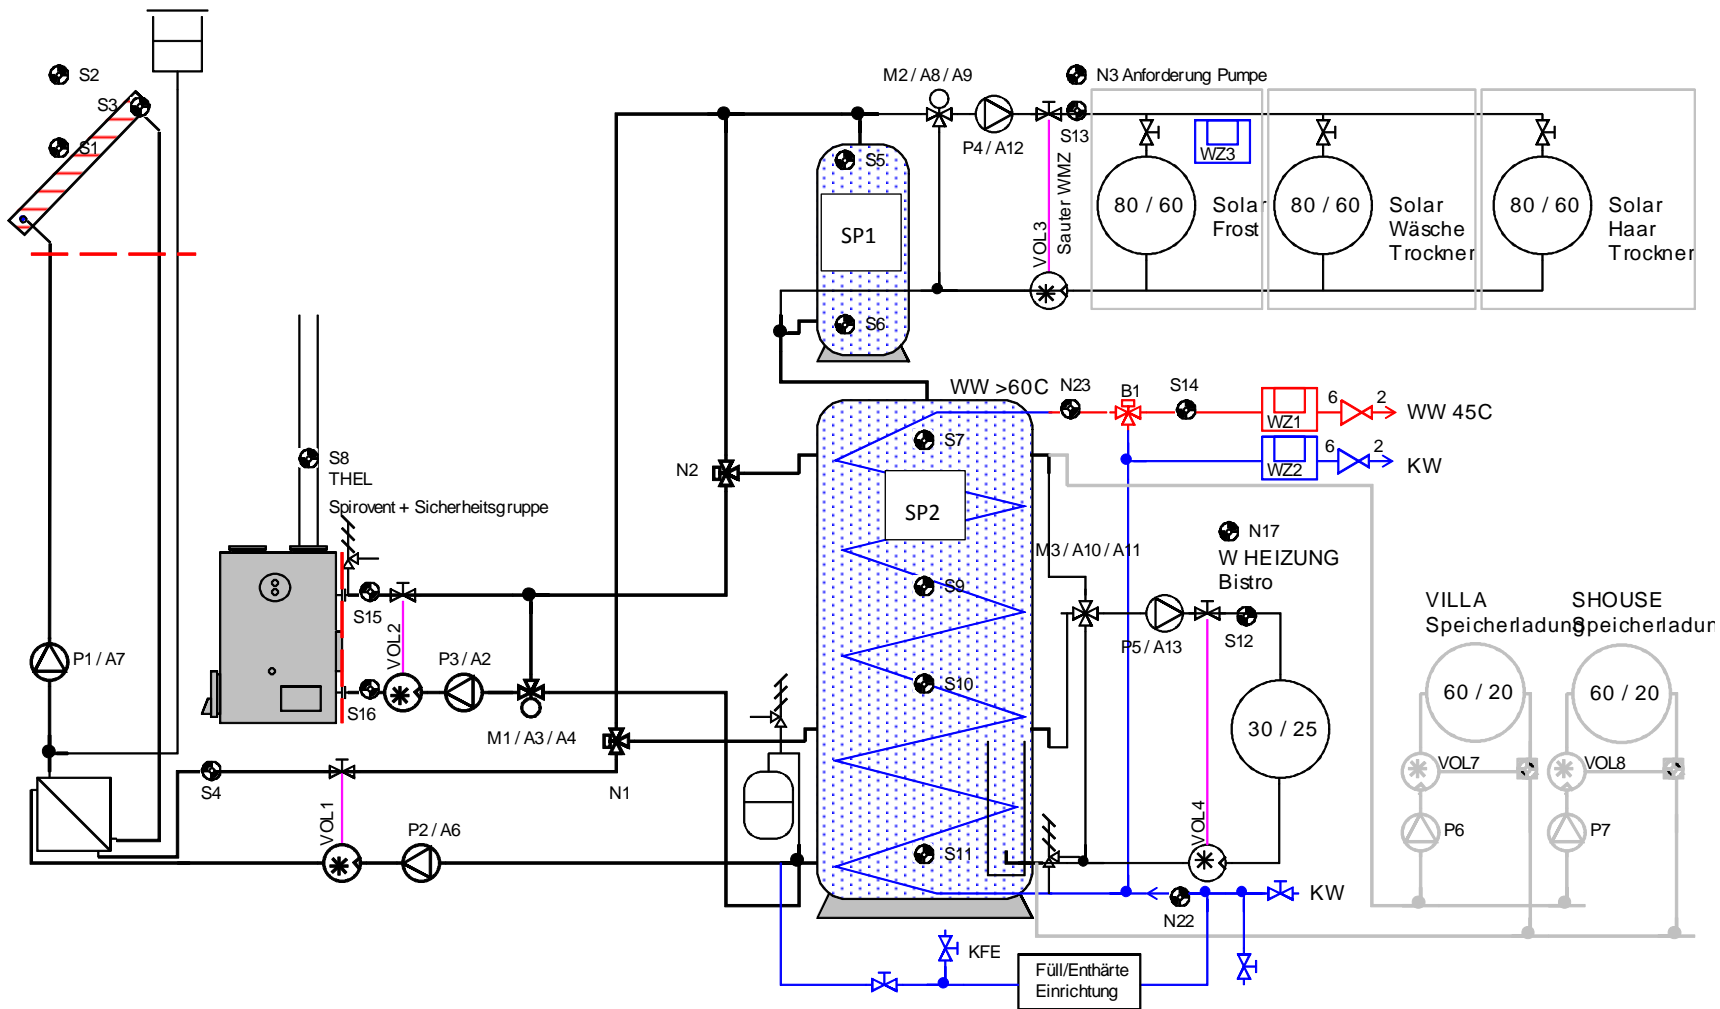 S2
S3
S1
M2 / A8 / A9
N3 Anforderung Pumpe
S13
P4 / A12
WZ3
S5
SP1
S6
VOL3
Sauter WMZ
80 / 60
Solar
Frost
80 / 60
Solar
Wäsche
Trockner
80 / 60
Solar
Haar
Trockner
WW >60C
N23
B1
S14
WZ1
6
2
WW 45C
WZ2
6
2
KW
S8
THEL
Spirovent + Sicherheitsgruppe
N2
S7
SP2
M3 / A10 / A11
N17
W HEIZUNG
Bistro
S9
S15
VOL2
P3 / A2
S16
M1 / A3 / A4
P5 / A13
S12
S10
30 / 25
VILLA
Speicherladung
SHOUSE
Speicherladun
60 / 20
60 / 20
VOL7
VOL8
P6
P7
P1 / A7
S4
N1
VOL1
P2 / A6
S11
VOL4
N22
KW
KFE
Füll/Enthärte
Einrichtung